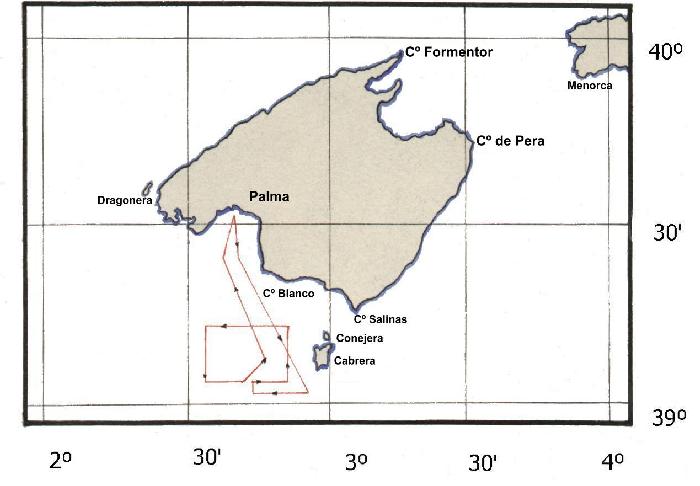 Cº Formentor
40º
Menorca
Cº de Pera
Dragonera
Palma
30'
Cº Blanco
Cº Salinas
Conejera
Cabrera
39º
2º 30' 3º 30' 4º